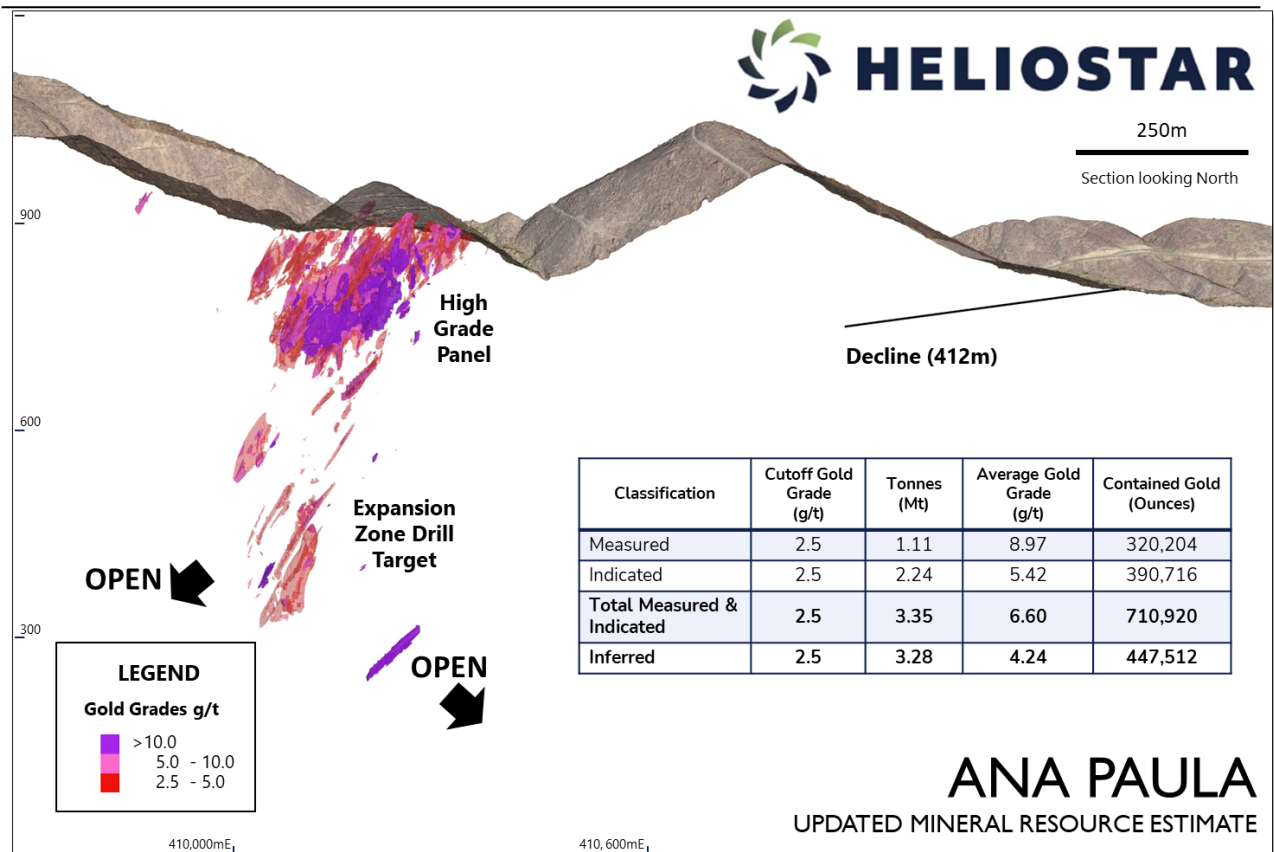 HELIOSTAR
250m
Section looking North
900
High
Grade
Panel
Decline (412m)
600
Expansion
Zone Drill
Target
OPEN
300
OPEN
Classification | Cutoff Gold Grade (g/t) | Tonnes (Mt) | Average Gold Grade (g/t) | Contained Gold (Ounces)
Measured | 2.5 | 1.11 | 8.97 | 320,204
Indicated | 2.5 | 2.24 | 5.42 | 390,716
Total Measured & Indicated | 2.5 | 3.35 | 6.60 | 710,920
Inferred | 2.5 | 3.28 | 4.24 | 447,512
LEGEND
Gold Grades g/t
>10.0
5.0 - 10.0
2.5 - 5.0
ANA PAULA
UPDATED MINERAL RESOURCE ESTIMATE
410,000mE
410,600mE